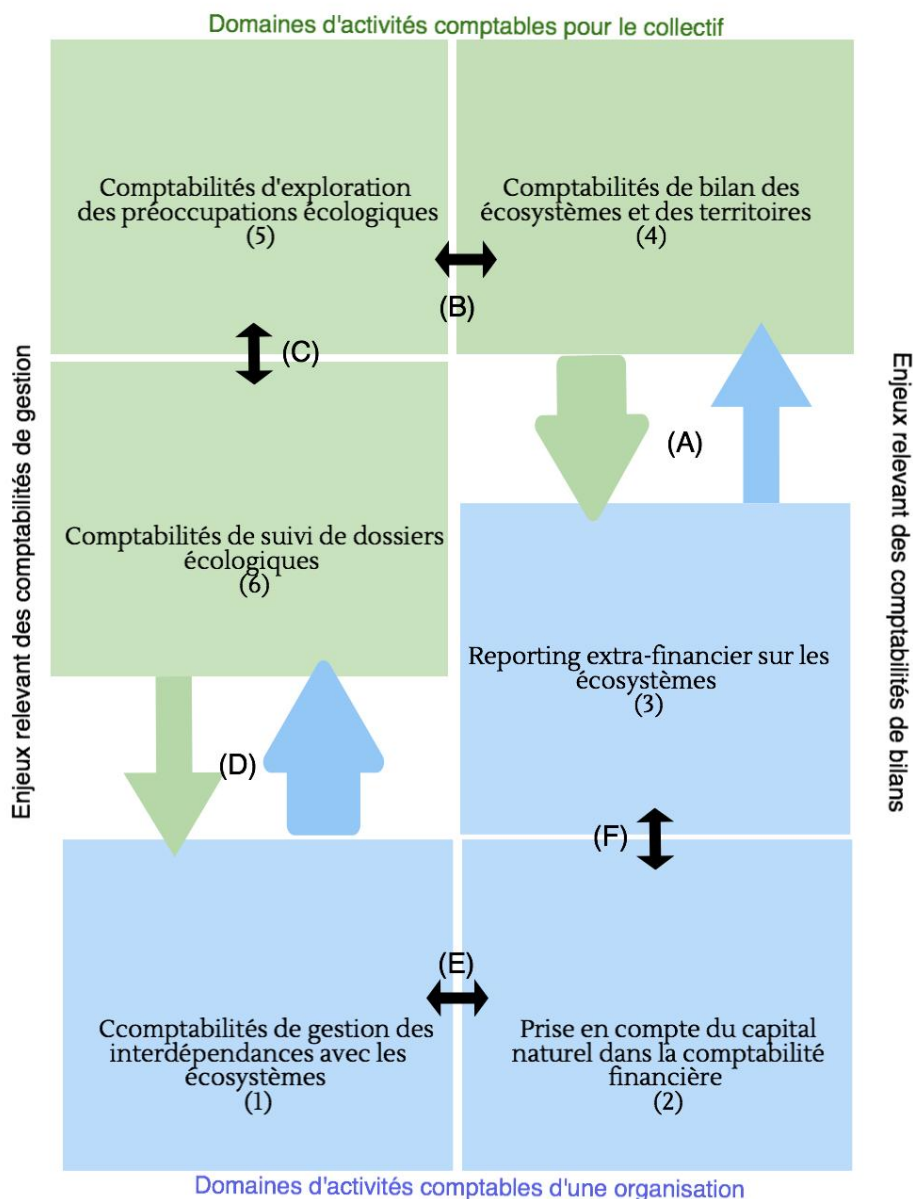 Domaines d'activités comptables pour le collectif
Comptabilités d'exploration
des préoccupations écologiques
(5)
Comptabilités de bilan des
écosystèmes et des territoires
(4)
(B)
(C)
(A)
Enjeux relevant des comptabilités de gestion
Enjeux relevant des comptabilités de bilans
Comptabilités de suivi de dossiers
écologiques
(6)
Reporting extra-financier sur les
écosystèmes
(3)
(D)
(F)
(E)
Ccomptabilités de gestion des
interdépendances avec les
écosystèmes
(1)
Prise en compte du capital
naturel dans la comptabilité
financière
(2)
Domaines d'activités comptables d'une organisation